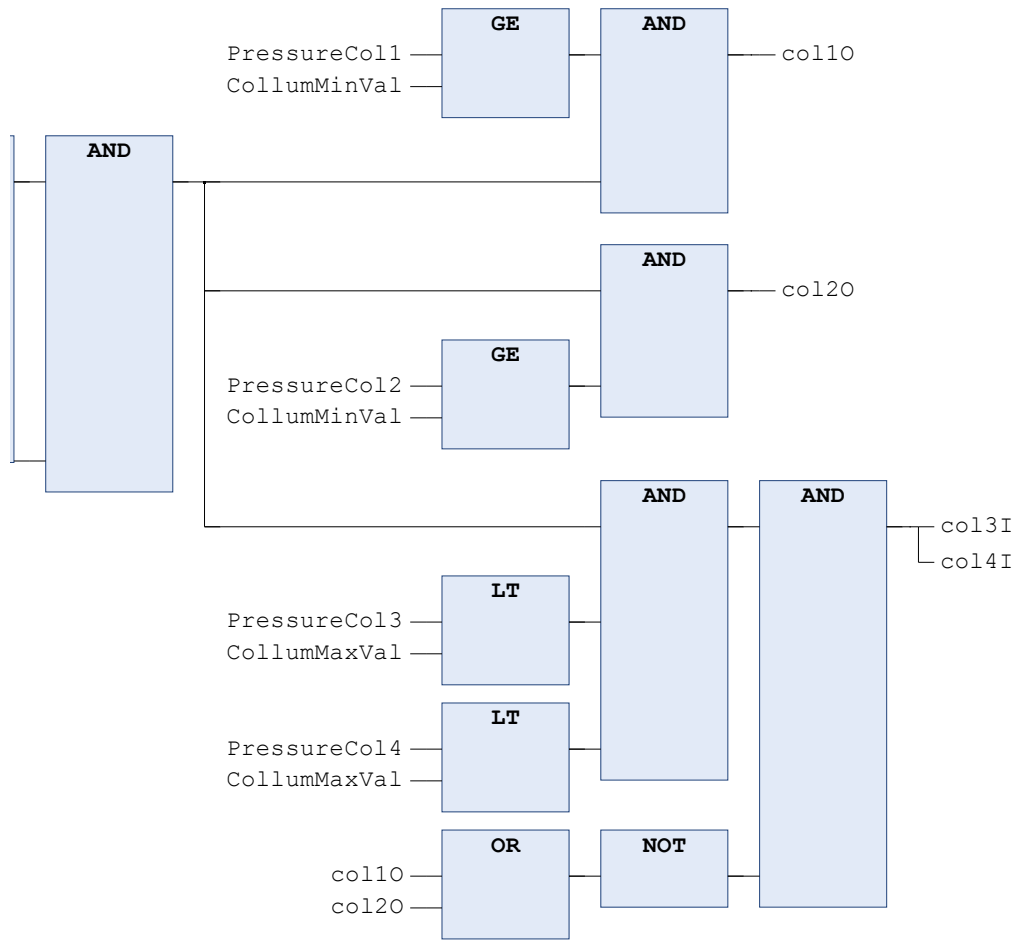 GE
AND
PressureCol1
col1O
CollumMinVal
AND
AND
col2O
GE
PressureCol2
CollumMinVal
AND
AND
col3I
col4I
LT
PressureCol3
CollumMaxVal
LT
PressureCol4
CollumMaxVal
OR
NOT
col1O
col2O